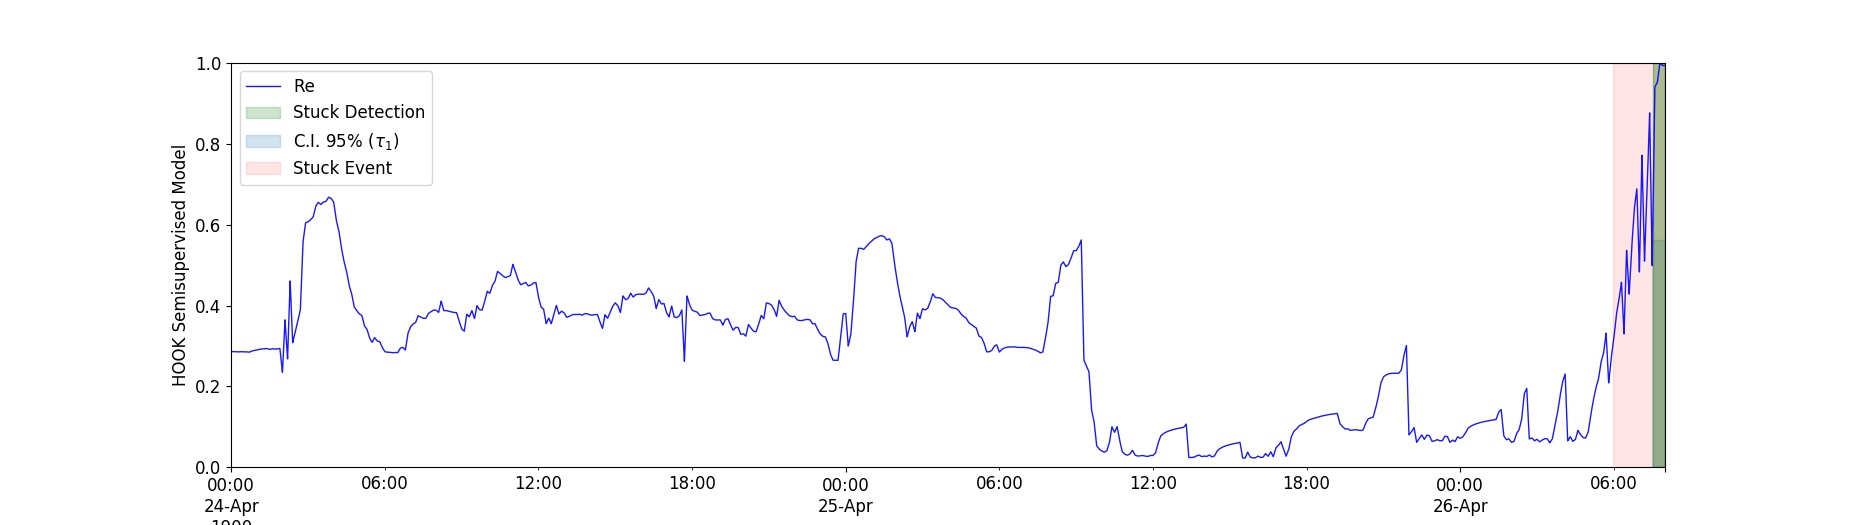 1.0
0.8
0.6
0.4
0.2
0.0
HOOK Semisupervised Model
Re
Stuck Detection
C.I. 95% (τ₁)
Stuck Event
00:00 06:00 12:00 18:00 00:00 06:00 12:00 18:00 00:00 06:00
24-Apr 25-Apr 26-Apr
1900